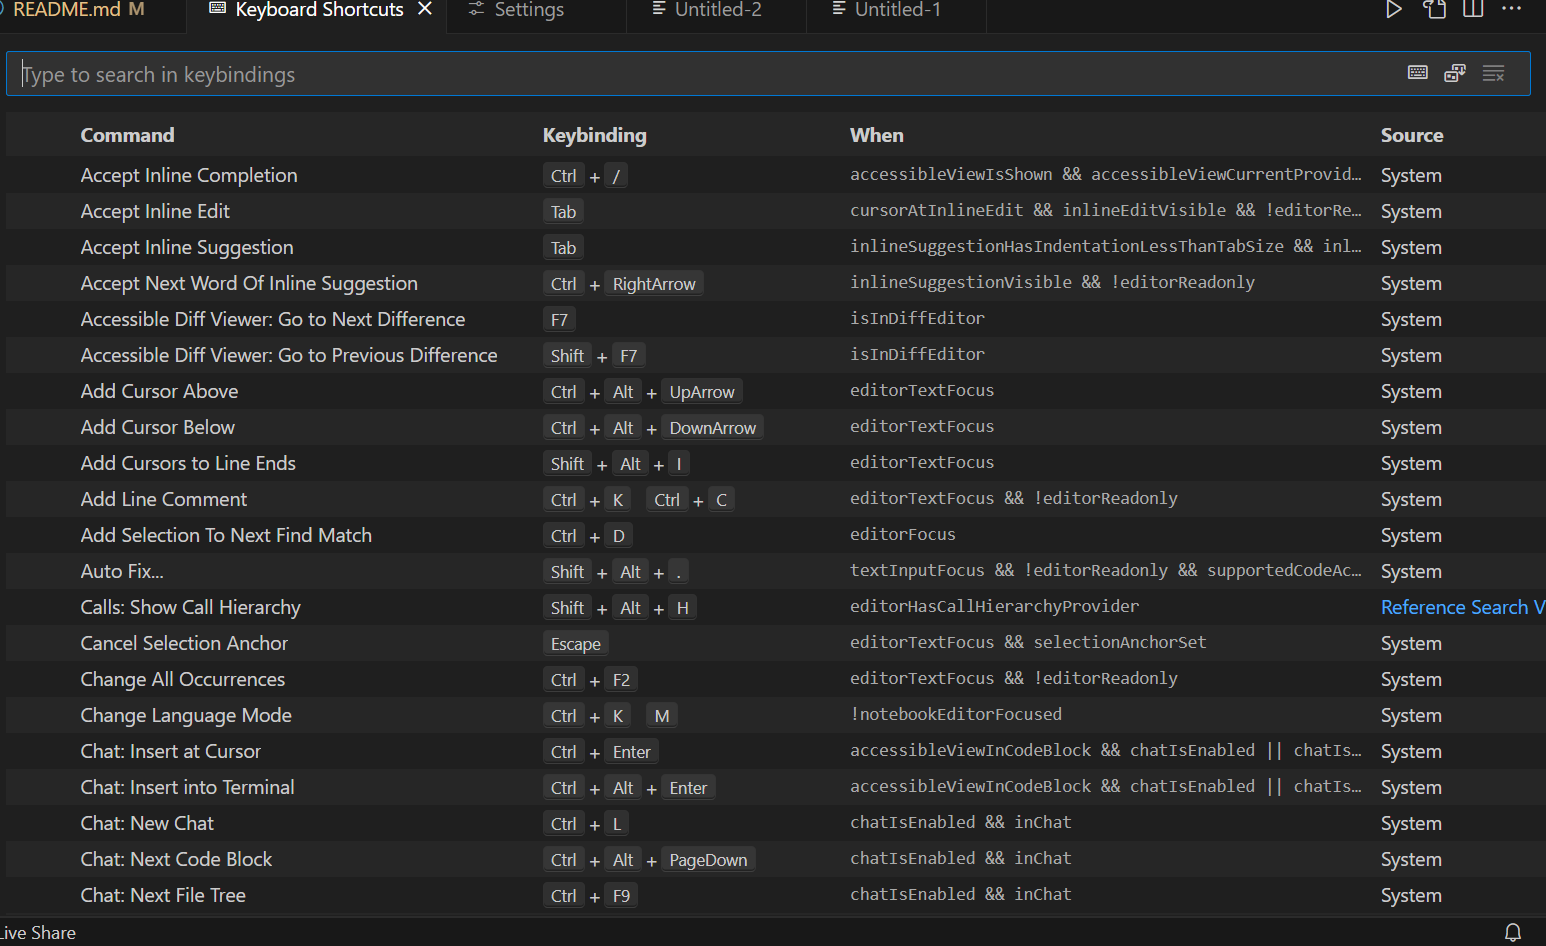 README.md M Keyboard Shortcuts Settings Untitled-2 Untitled-1
Type to search in keybindings
Command Keybinding When Source
Accept Inline Completion Ctrl + / accessibleViewIsShown && accessibleViewCurrentProvid… System
Accept Inline Edit Tab cursorAtInlineEdit && inlineEditVisible && !editorRe… System
Accept Inline Suggestion Tab inlineSuggestionHasIndentationLessThanTabSize && inl… System
Accept Next Word Of Inline Suggestion Ctrl + RightArrow inlineSuggestionVisible && !editorReadonly System
Accessible Diff Viewer: Go to Next Difference F7 isInDiffEditor System
Accessible Diff Viewer: Go to Previous Difference Shift + F7 isInDiffEditor System
Add Cursor Above Ctrl + Alt + UpArrow editorTextFocus System
Add Cursor Below Ctrl + Alt + DownArrow editorTextFocus System
Add Cursors to Line Ends Shift + Alt + I editorTextFocus System
Add Line Comment Ctrl + K Ctrl + C editorTextFocus && !editorReadonly System
Add Selection To Next Find Match Ctrl + D editorFocus System
Auto Fix... Shift + Alt + . textInputFocus && !editorReadonly && supportedCodeAc… System
Calls: Show Call Hierarchy Shift + Alt + H editorHasCallHierarchyProvider Reference Search V
Cancel Selection Anchor Escape editorTextFocus && selectionAnchorSet System
Change All Occurrences Ctrl + F2 editorTextFocus && !editorReadonly System
Change Language Mode Ctrl + K M !notebookEditorFocused System
Chat: Insert at Cursor Ctrl + Enter accessibleViewInCodeBlock && chatIsEnabled || chatIs… System
Chat: Insert into Terminal Ctrl + Alt + Enter accessibleViewInCodeBlock && chatIsEnabled || chatIs… System
Chat: New Chat Ctrl + L chatIsEnabled && inChat System
Chat: Next Code Block Ctrl + Alt + PageDown chatIsEnabled && inChat System
Chat: Next File Tree Ctrl + F9 chatIsEnabled && inChat System
Live Share